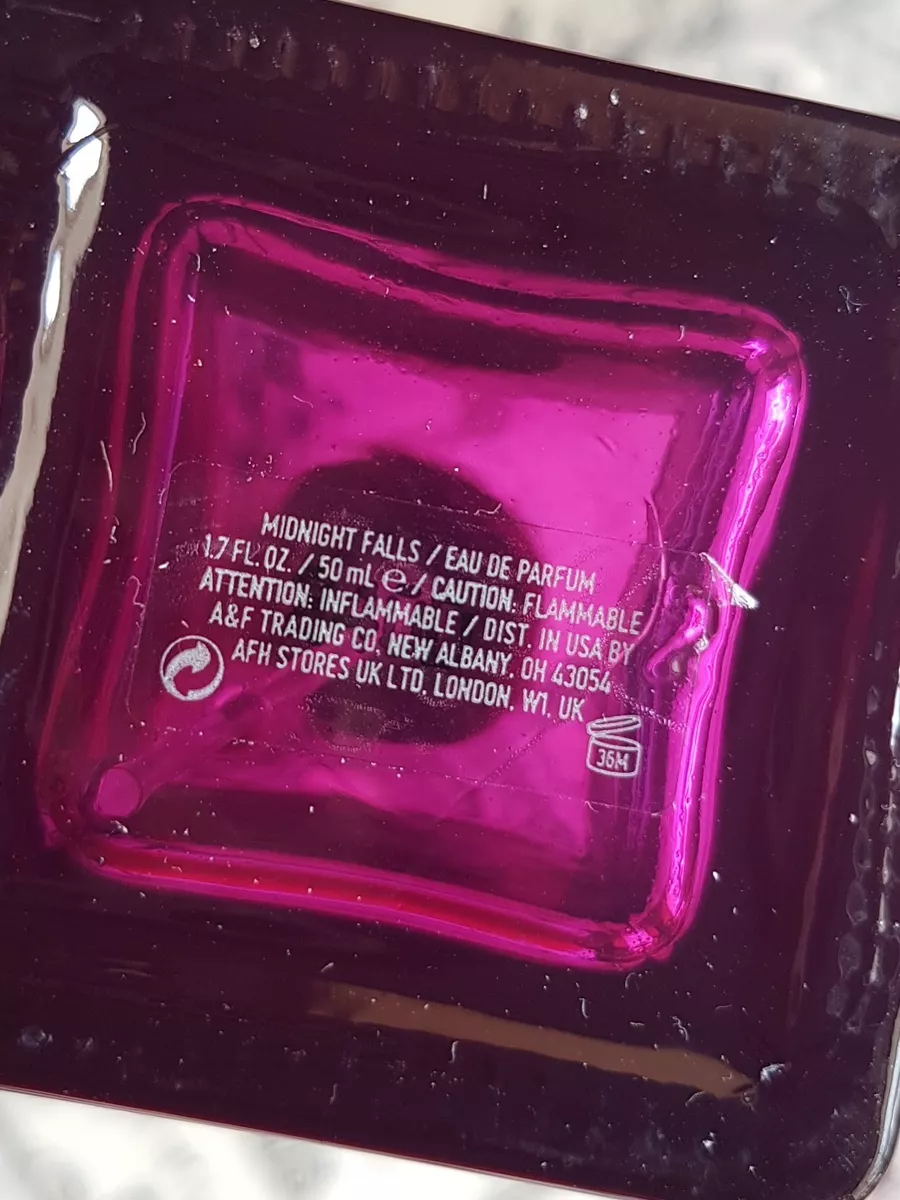 MIDNIGHT FALLS / EAU DE PARFUM
1.7 FL. OZ. / 50 mL ℮ / CAUTION: FLAMMABLE
ATTENTION: INFLAMMABLE / DIST. IN USA BY
A&F TRADING CO, NEW ALBANY, OH 43054
AFH STORES UK LTD, LONDON, W1, UK
36M